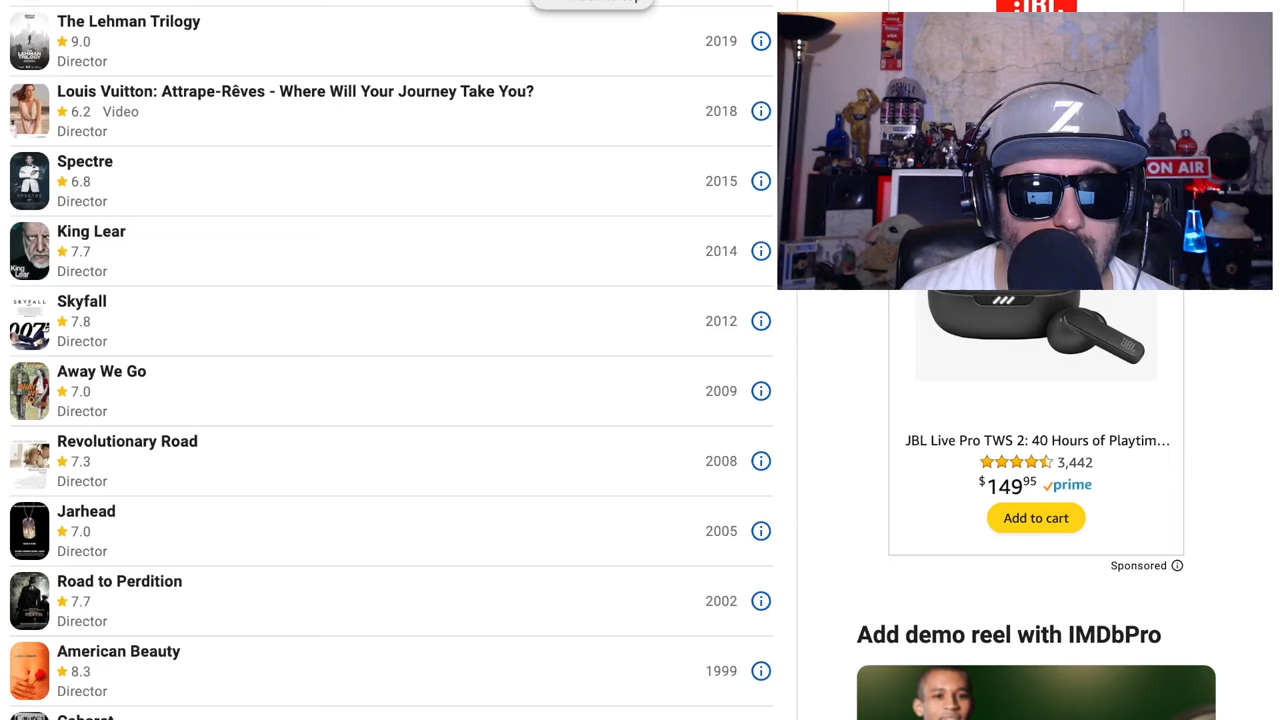 The Lehman Trilogy
9.0
Director
2019
Louis Vuitton: Attrape-Rêves - Where Will Your Journey Take You?
6.2 Video
Director
2018
Spectre
6.8
Director
2015
King Lear
7.7
Director
2014
Skyfall
7.8
Director
2012
Away We Go
7.0
Director
2009
Revolutionary Road
7.3
Director
2008
Jarhead
7.0
Director
2005
Road to Perdition
7.7
Director
2002
American Beauty
8.3
Director
1999
Cabaret
JBL
Z
ON AIR
JBL Live Pro TWS 2: 40 Hours of Playtim...
3,442
$14995 prime
Add to cart
Sponsored
Add demo reel with IMDbPro